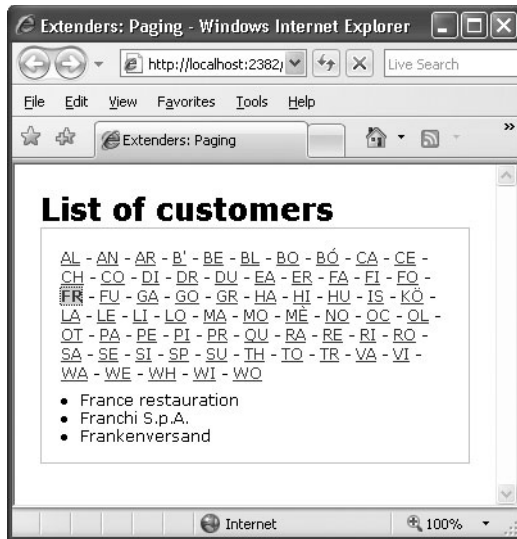 Extenders: Paging - Windows Internet Explorer
http://localhost:2382/
Live Search
File Edit View Favorites Tools Help
Extenders: Paging
»
List of customers
AL - AN - AR - B' - BE - BL - BO - BÓ - CA - CE -
CH - CO - DI - DR - DU - EA - ER - FA - FI - FO -
FR - FU - GA - GO - GR - HA - HI - HU - IS - KÖ -
LA - LE - LI - LO - MA - MO - MÈ - NO - OC - OL -
OT - PA - PE - PI - PR - QU - RA - RE - RI - RO -
SA - SE - SI - SP - SU - TH - TO - TR - VA - VI -
WA - WE - WH - WI - WO
• France restauration
• Franchi S.p.A.
• Frankenversand
Internet
100%